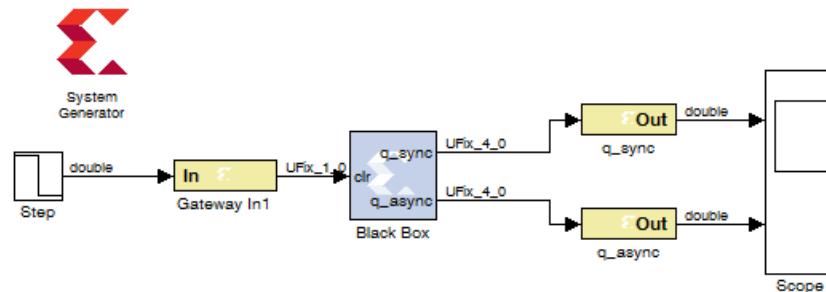 System
Generator
Step
double
In
Gateway In1
UFix_1_0
clr
q_sync
q_async
Black Box
UFix_4_0
UFix_4_0
Out
q_sync
double
Out
q_async
double
Scope